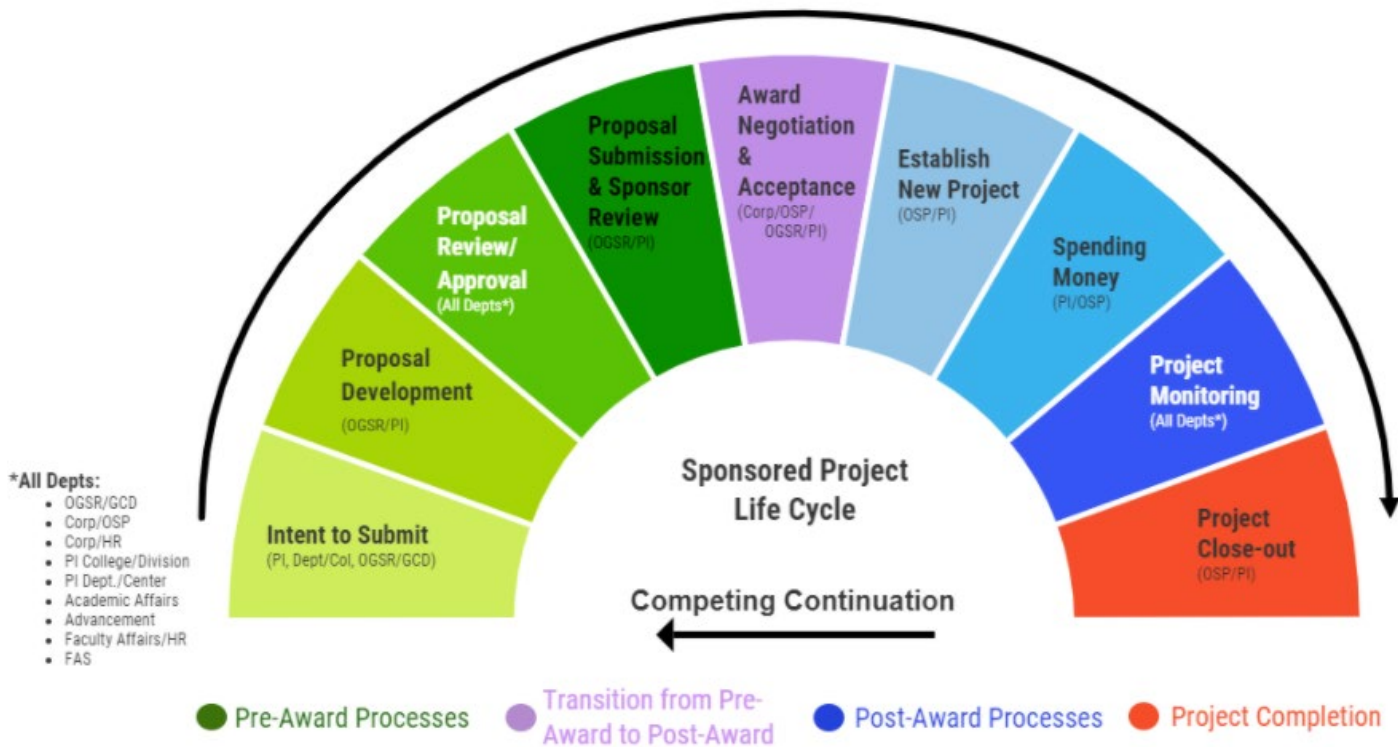 Intent to Submit
(PI, Dept/Col, OGSR/GCD)
Proposal
Development
(OGSR/PI)
Proposal
Review/
Approval
(All Depts*)
Proposal
Submission
& Sponsor
Review
(OGSR/PI)
Award
Negotiation
&
Acceptance
(Corp/OSP/
OGSR/PI)
Establish
New Project
(OSP/PI)
Spending
Money
(PI/OSP)
Project
Monitoring
(All Depts*)
Project
Close-out
(OSP/PI)
Sponsored Project
Life Cycle
Competing Continuation
*All Depts:
• OGSR/GCD
• Corp/OSP
• Corp/HR
• PI College/Division
• PI Dept./Center
• Academic Affairs
• Advancement
• Faculty Affairs/HR
• FAS
Pre-Award Processes
Transition from Pre-
Award to Post-Award
Post-Award Processes
Project Completion